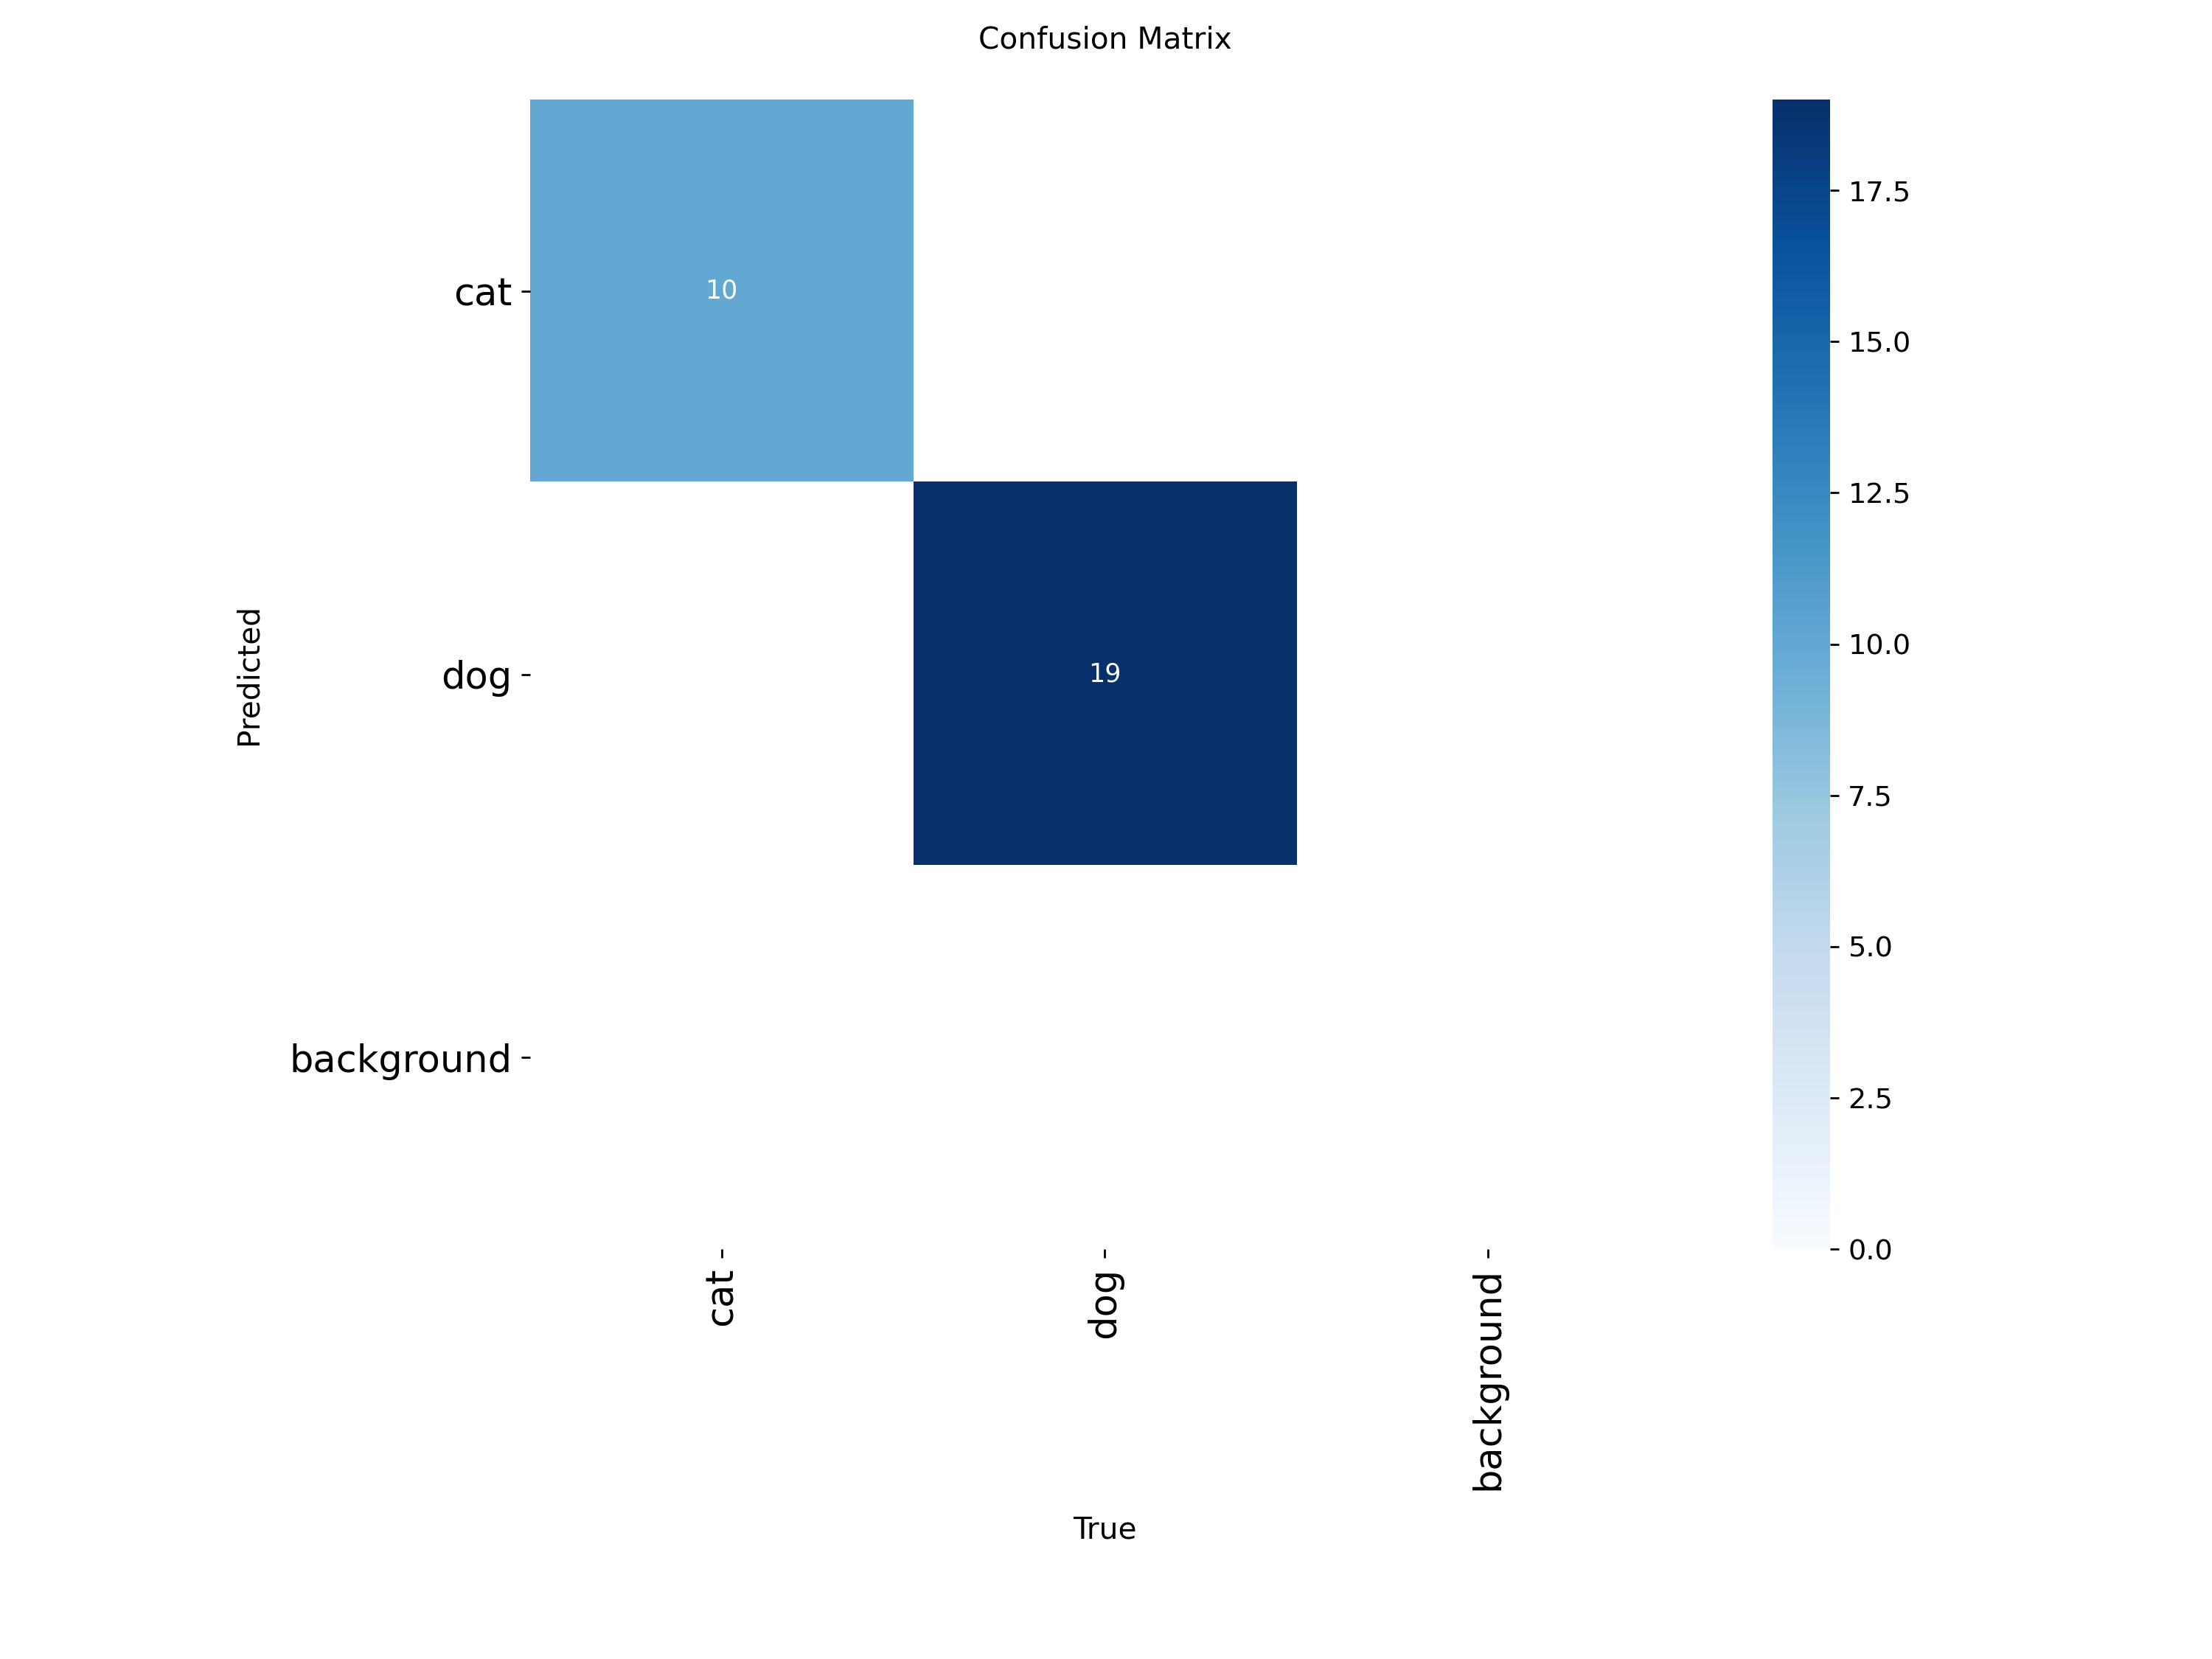 Confusion Matrix
cat
10
dog
19
background
Predicted
cat
dog
background
True
17.5
15.0
12.5
10.0
7.5
5.0
2.5
0.0